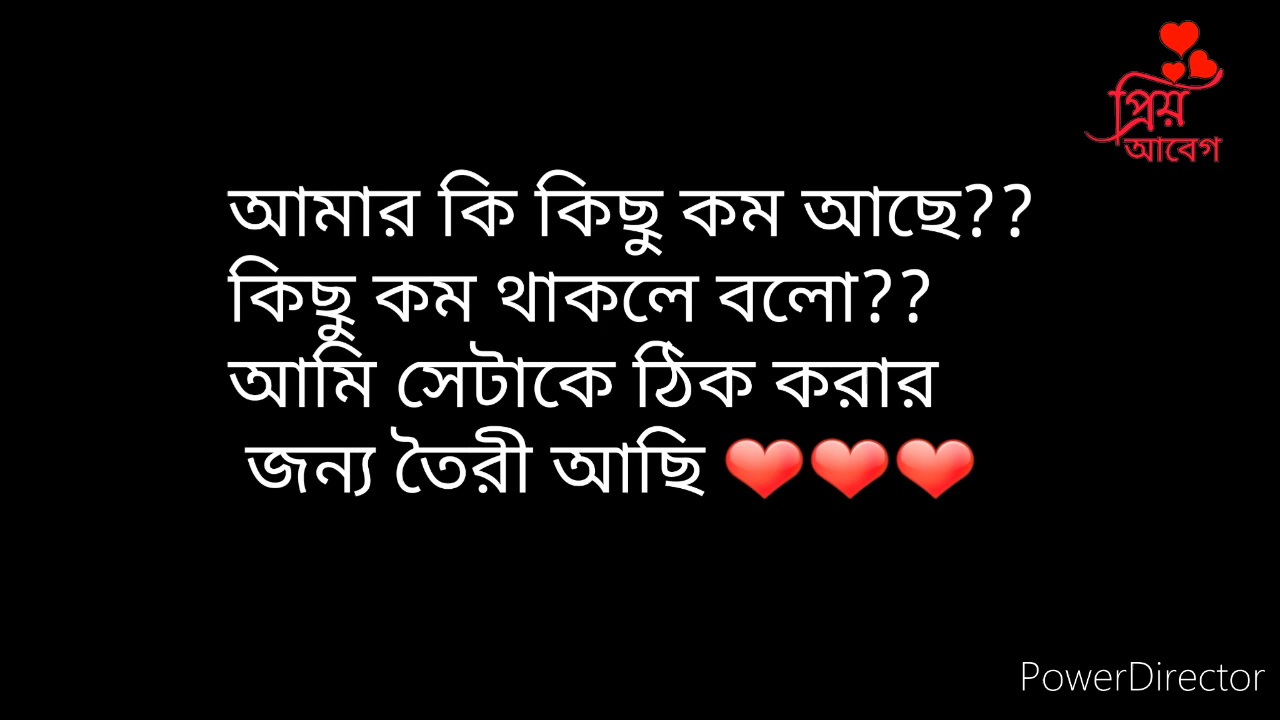 প্রিয়
আবেগ
আমার কি কিছু কম আছে??
কিছু কম থাকলে বলো??
আমি সেটাকে ঠিক করার
জন্য তৈরী আছি ❤❤❤
PowerDirector